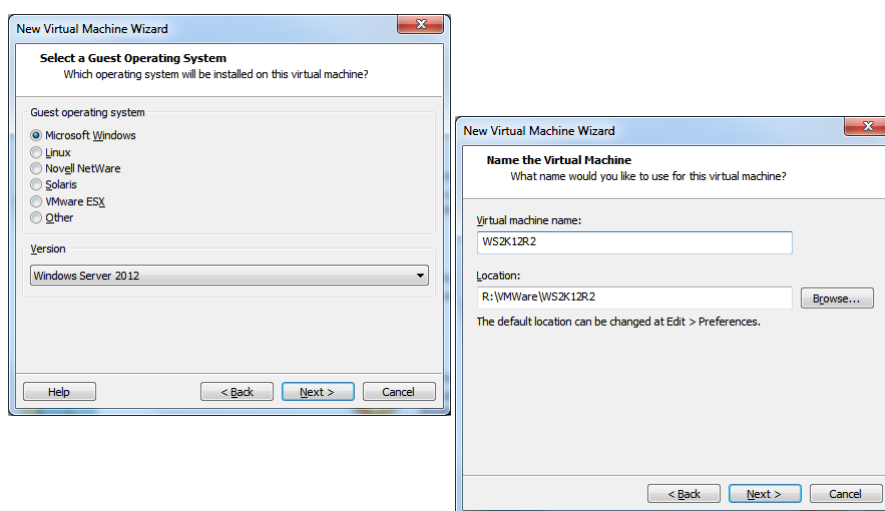 New Virtual Machine Wizard
Select a Guest Operating System
Which operating system will be installed on this virtual machine?
Guest operating system
Microsoft Windows
Linux
Novell NetWare
Solaris
VMware ESX
Other
Version
Windows Server 2012
Help
< Back
Next >
Cancel
New Virtual Machine Wizard
Name the Virtual Machine
What name would you like to use for this virtual machine?
Virtual machine name:
WS2K12R2
Location:
R:\VMWare\WS2K12R2
Browse...
The default location can be changed at Edit > Preferences.
< Back
Next >
Cancel